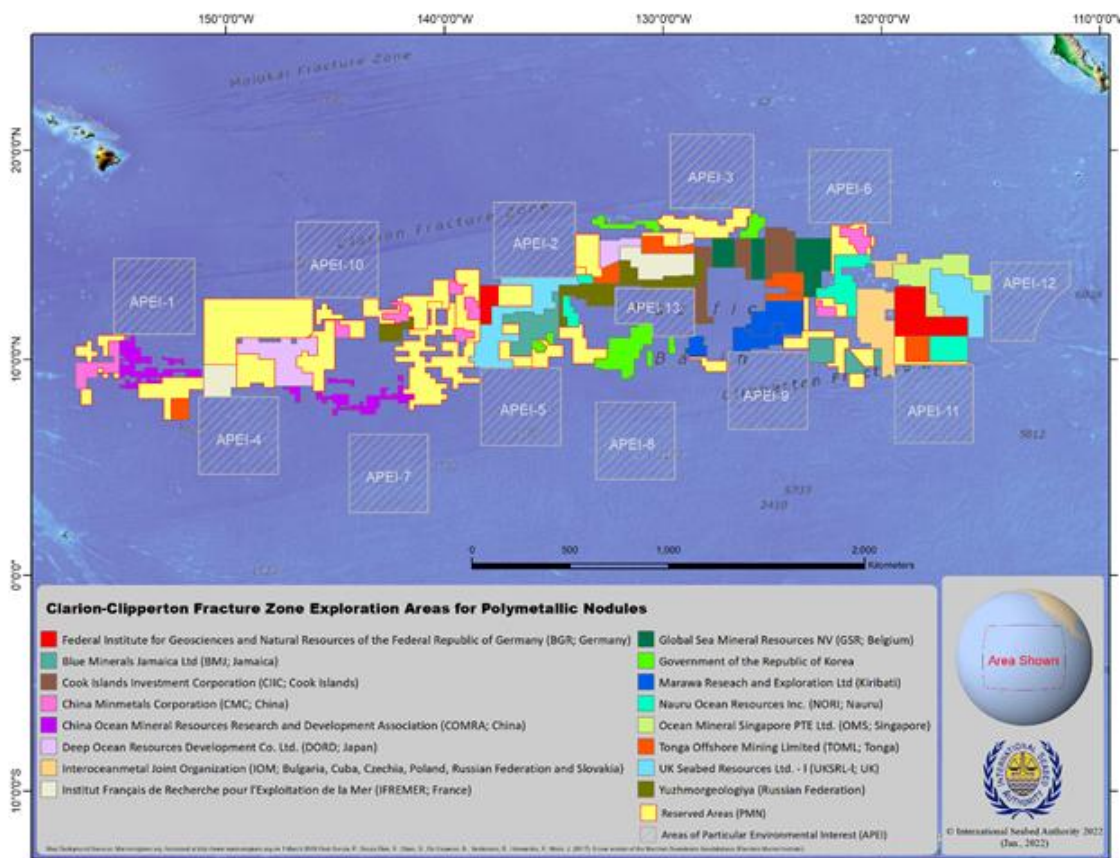 150°0'0"W 140°0'0"W 130°0'0"W 120°0'0"W 110°0'0"W
Molokai Fracture Zone
20°0'0"N
APEI-3
APEI-6
Clarion Fracture Zone
APEI-2
APEI-10
APEI-1
APEI-13
APEI-12
10°0'0"N
Basin
Clipperton Fracture
APEI-4
APEI-5
APEI-9
APEI-11
APEI-8
APEI-7
5812
0°0'0"
0 500 1,000 2,000
Kilometers
10°0'0"S
Clarion-Clipperton Fracture Zone Exploration Areas for Polymetallic Nodules
Federal Institute for Geosciences and Natural Resources of the Federal Republic of Germany (BGR; Germany)
Blue Minerals Jamaica Ltd (BMJ; Jamaica)
Cook Islands Investment Corporation (CIIC; Cook Islands)
China Minmetals Corporation (CMC; China)
China Ocean Mineral Resources Research and Development Association (COMRA; China)
Deep Ocean Resources Development Co. Ltd. (DORD; Japan)
Interoceanmetal Joint Organization (IOM; Bulgaria, Cuba, Czechia, Poland, Russian Federation and Slovakia)
Institut Français de Recherche pour l'Exploitation de la Mer (IFREMER; France)
Global Sea Mineral Resources NV (GSR; Belgium)
Government of the Republic of Korea
Marawa Reseach and Exploration Ltd (Kiribati)
Nauru Ocean Resources Inc. (NORI; Nauru)
Ocean Mineral Singapore PTE Ltd. (OMS; Singapore)
Tonga Offshore Mining Limited (TOML; Tonga)
UK Seabed Resources Ltd. - I (UKSRL-I; UK)
Yuzhmorgeologiya (Russian Federation)
Reserved Areas (PMN)
Areas of Particular Environmental Interest (APEI)
Area Shown
INTERNATIONAL SEABED AUTHORITY
© International Seabed Authority 2022
(Jan., 2022)